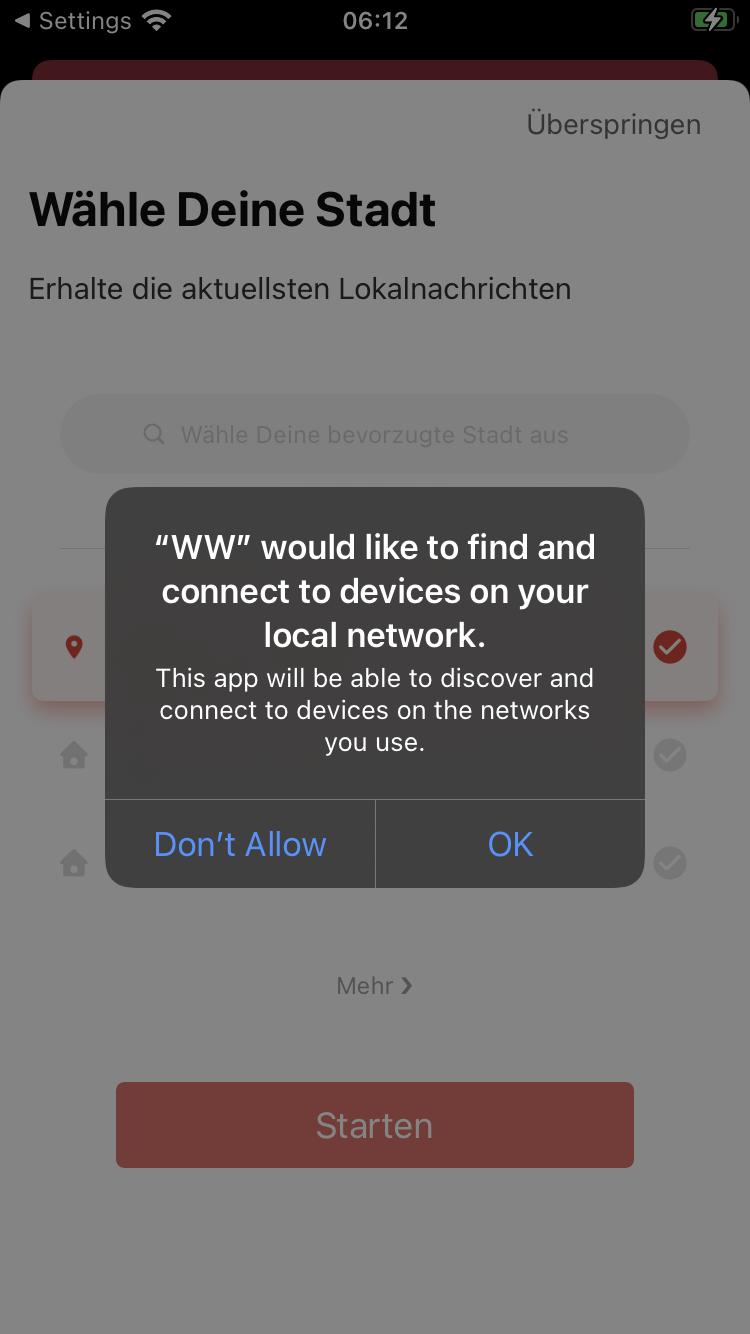 Settings
06:12
Überspringen
Wähle Deine Stadt
Erhalte die aktuellsten Lokalnachrichten
Wähle Deine bevorzugte Stadt aus
“WW” would like to find and
connect to devices on your
local network.
This app will be able to discover and
connect to devices on the networks
you use.
Don’t Allow
OK
Mehr
Starten